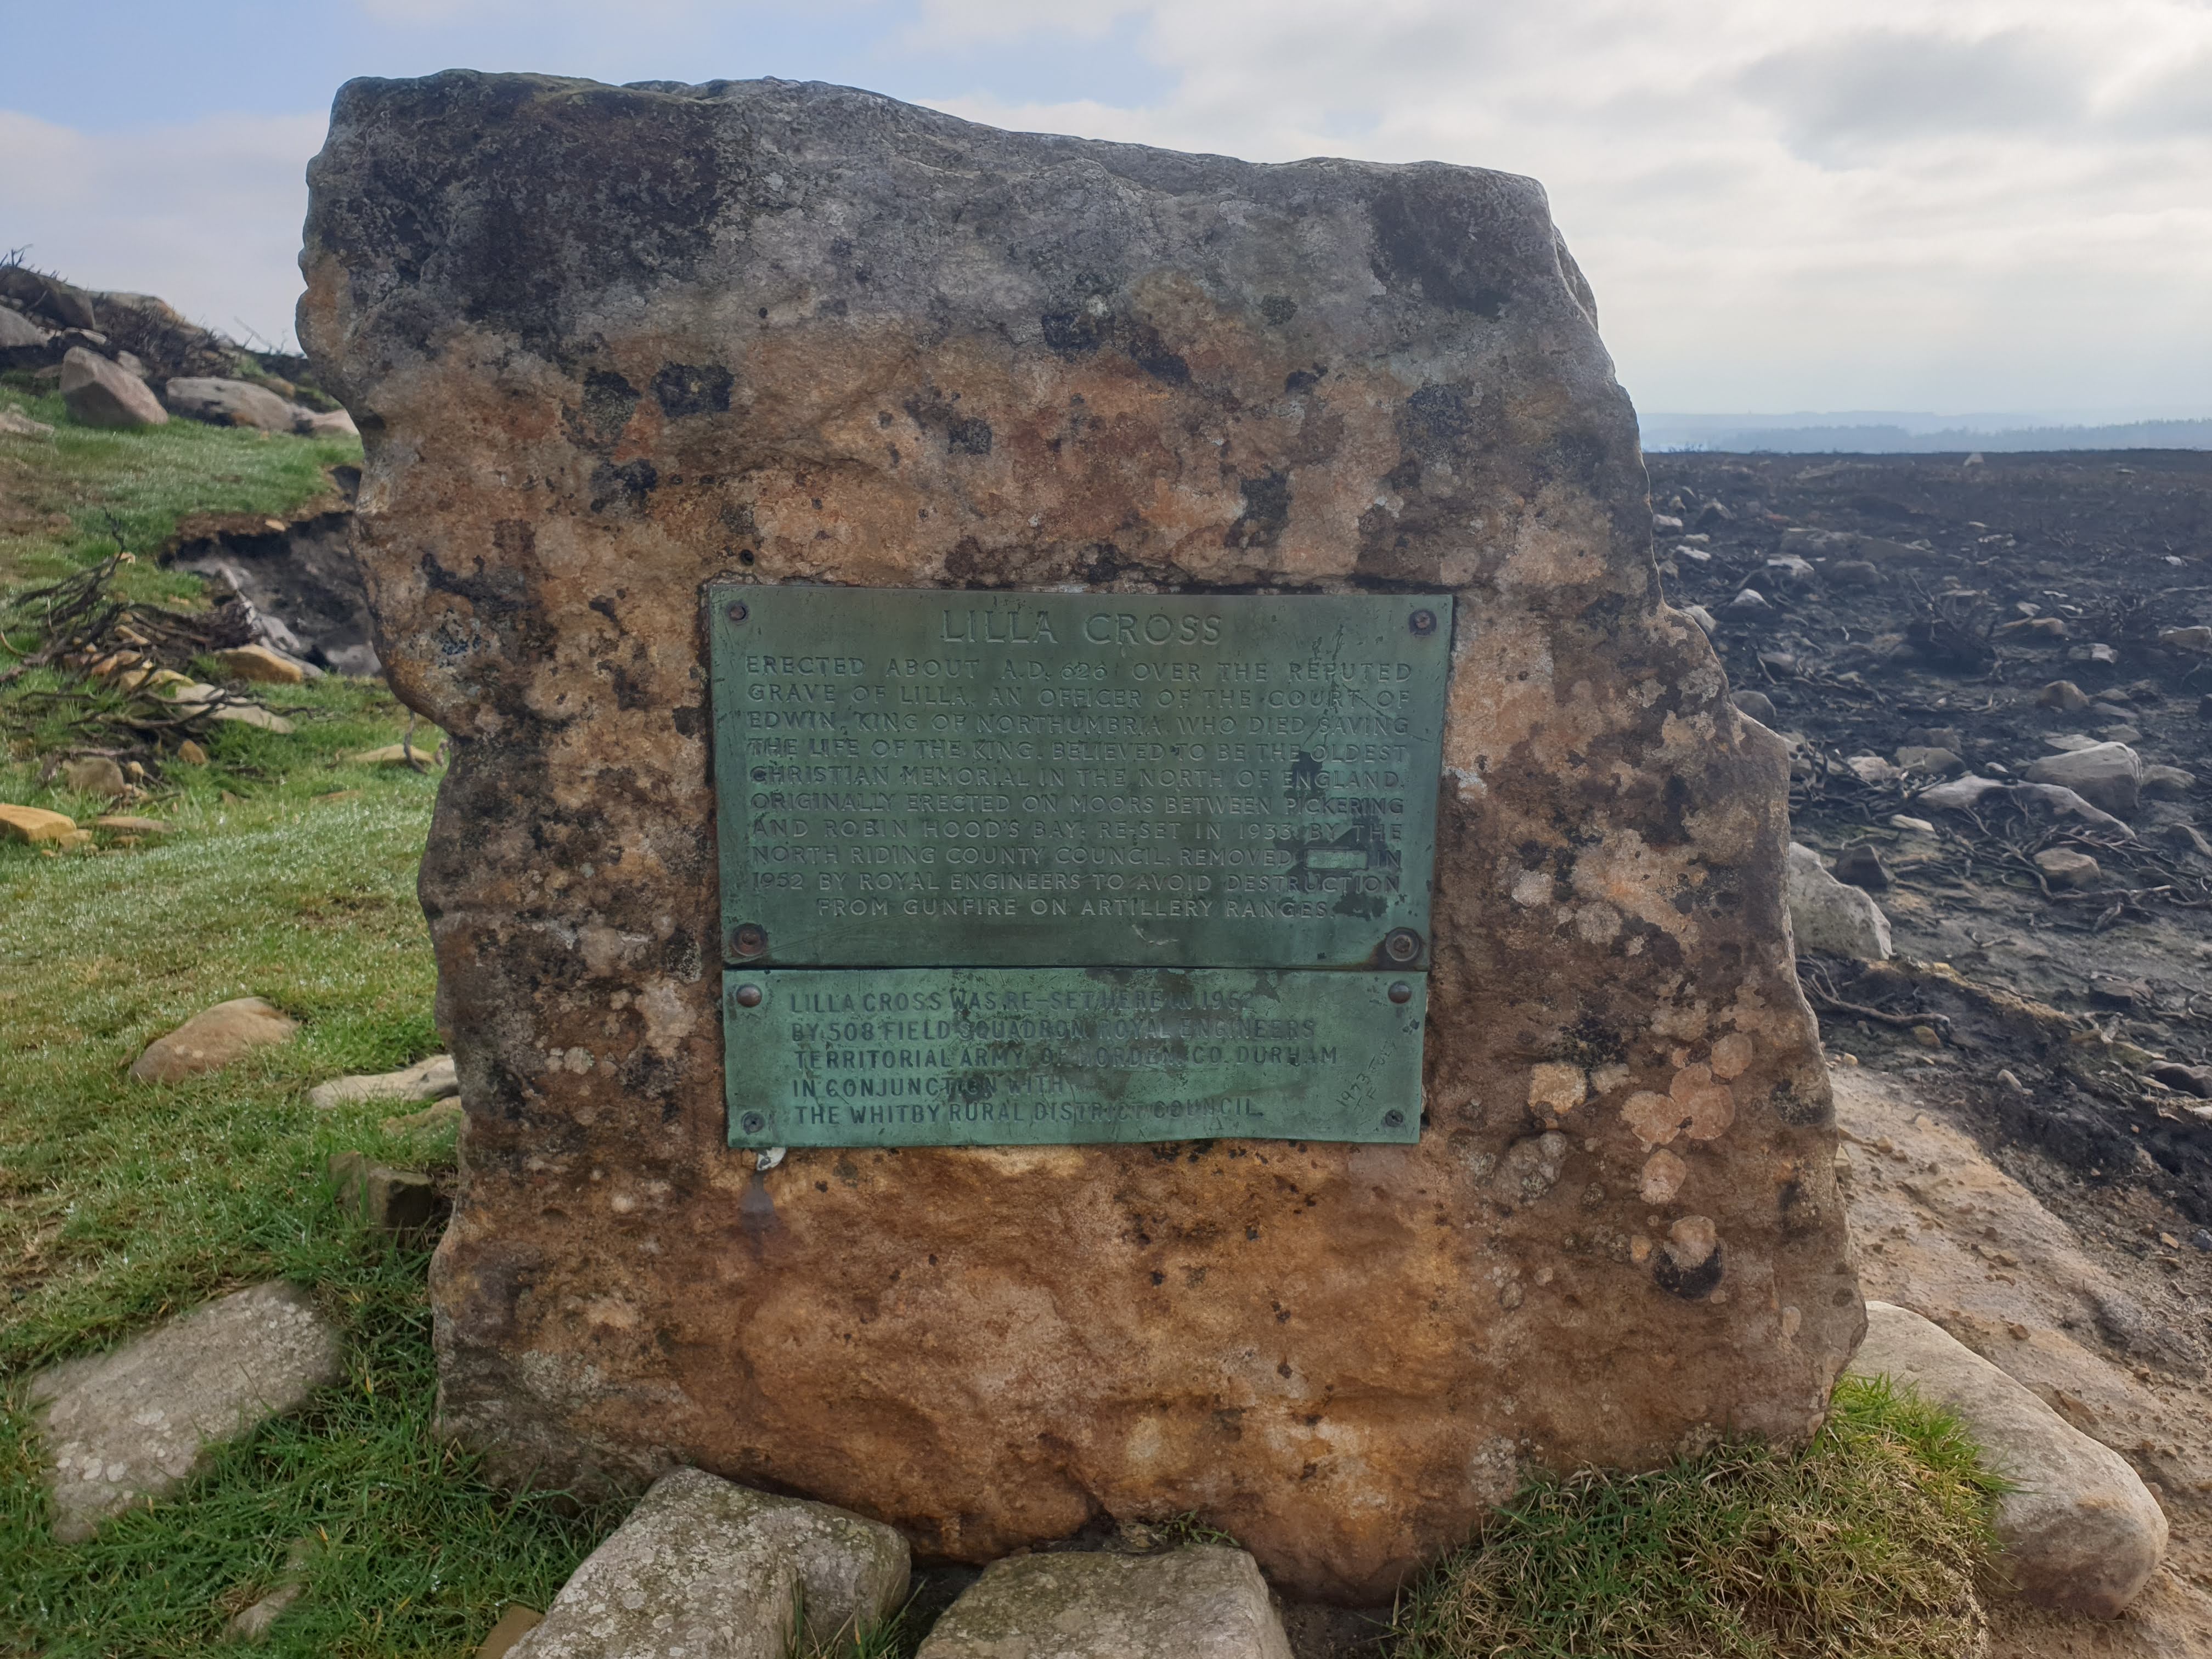 LILLA CROSS
ERECTED ABOUT A.D. 626 OVER THE REPUTED
GRAVE OF LILLA, AN OFFICER OF THE COURT OF
EDWIN, KING OF NORTHUMBRIA, WHO DIED SAVING
THE LIFE OF THE KING. BELIEVED TO BE THE OLDEST
CHRISTIAN MEMORIAL IN THE NORTH OF ENGLAND.
ORIGINALLY ERECTED ON MOORS BETWEEN PICKERING
AND ROBIN HOOD'S BAY: RE-SET IN 1933 BY THE
NORTH RIDING COUNTY COUNCIL: REMOVED IN
1952 BY ROYAL ENGINEERS TO AVOID DESTRUCTION
FROM GUNFIRE ON ARTILLERY RANGES.
LILLA CROSS WAS RE-SET HERE IN
BY 508 FIELD SQUADRON ROYAL ENGINEERS
TERRITORIAL ARMY, OF HORDEN, CO. DURHAM
IN CONJUNCTION WITH
THE WHITBY RURAL DISTRICT COUNCIL.
1973